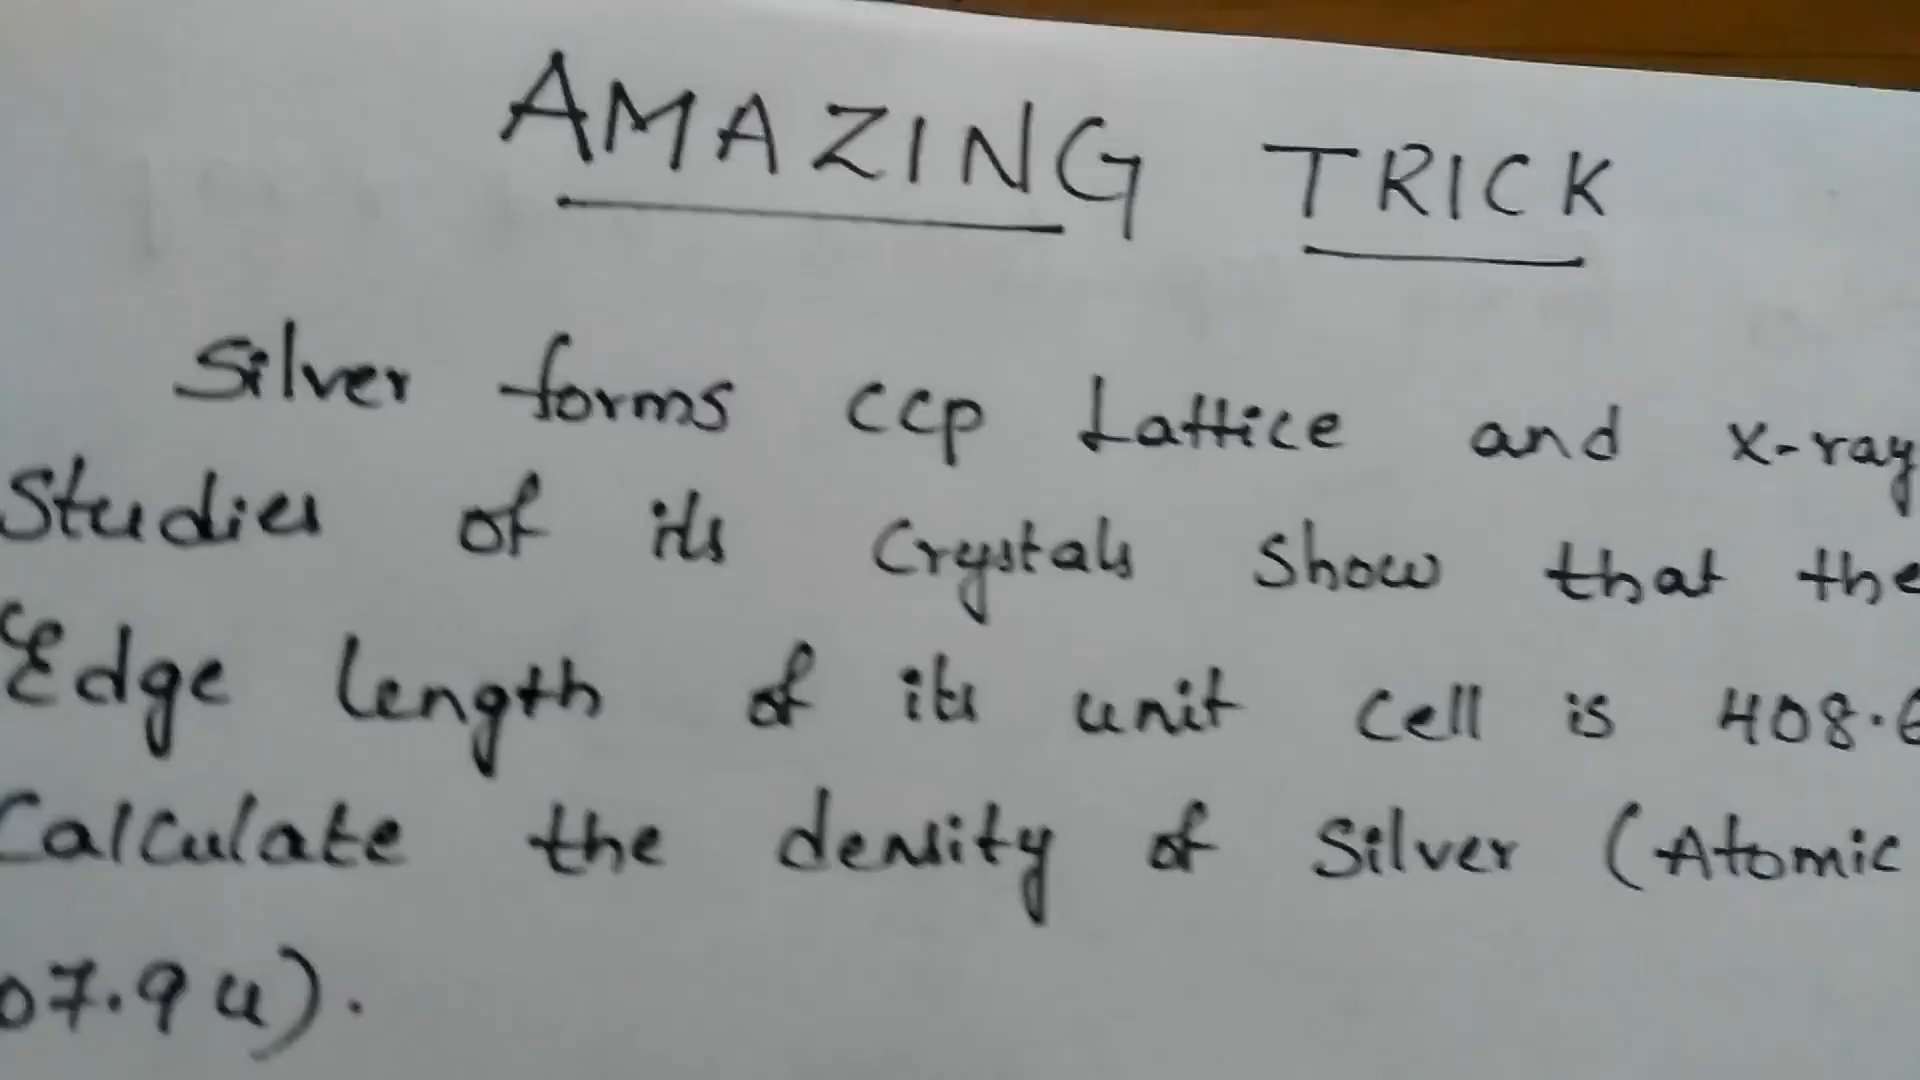 AMAZING TRICK
Silver forms ccp Lattice and x-ray
Studies of its Crystals Show that the
Edge length of its unit cell is 408.6
Calculate the density of Silver (Atomic
07.9u).